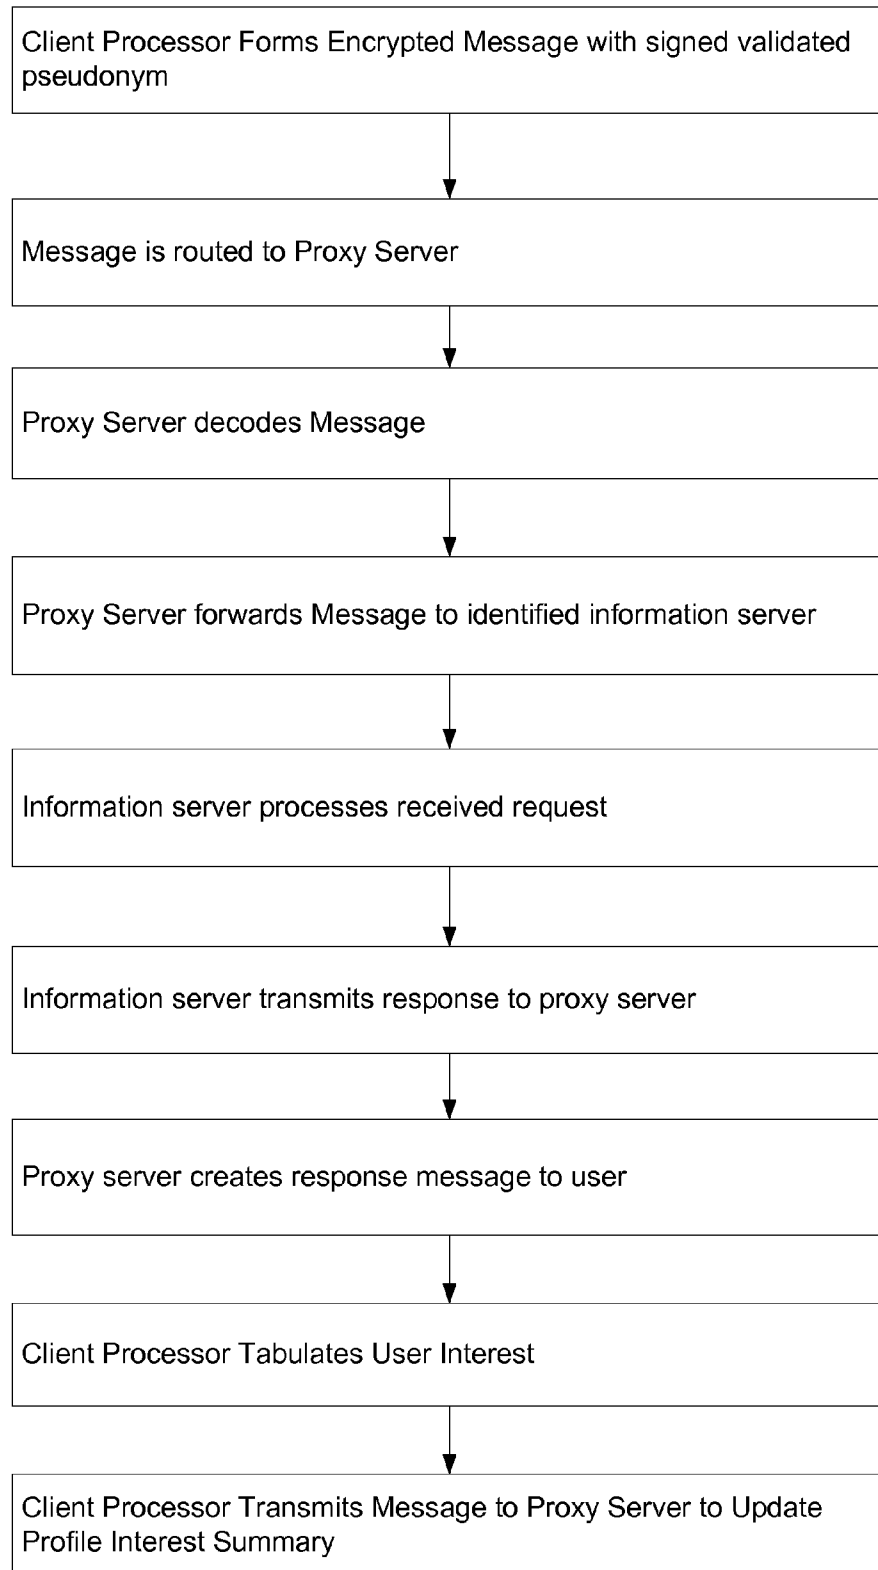 Client Processor Forms Encrypted Message with signed validated
pseudonym
Message is routed to Proxy Server
Proxy Server decodes Message
Proxy Server forwards Message to identified information server
Information server processes received request
Information server transmits response to proxy server
Proxy server creates response message to user
Client Processor Tabulates User Interest
Client Processor Transmits Message to Proxy Server to Update
Profile Interest Summary